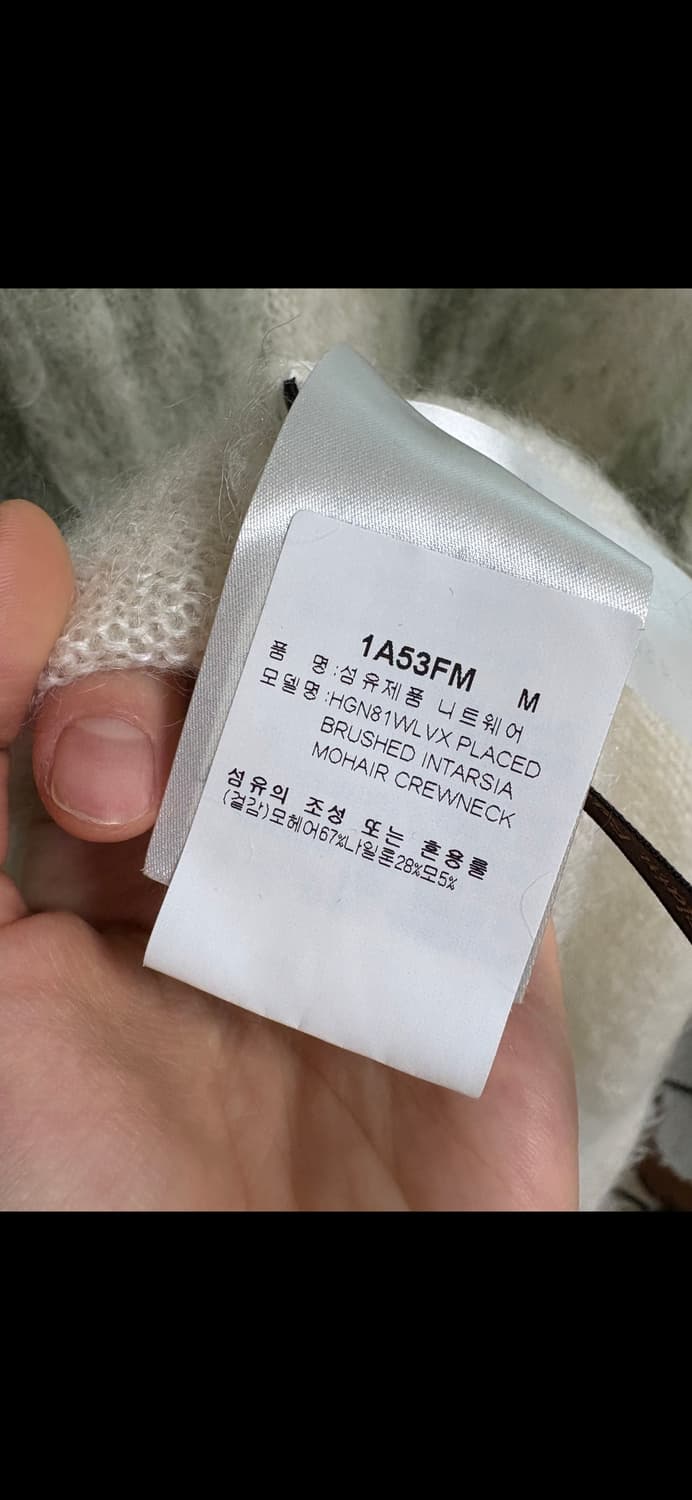 1A53FM M
품 명:섬유제품 니트웨어
모델명:HGN81WLVX PLACED
BRUSHED INTARSIA
MOHAIR CREWNECK
섬유의 조성 또는 혼용률
(겉감)모헤어67%나일론28%모5%